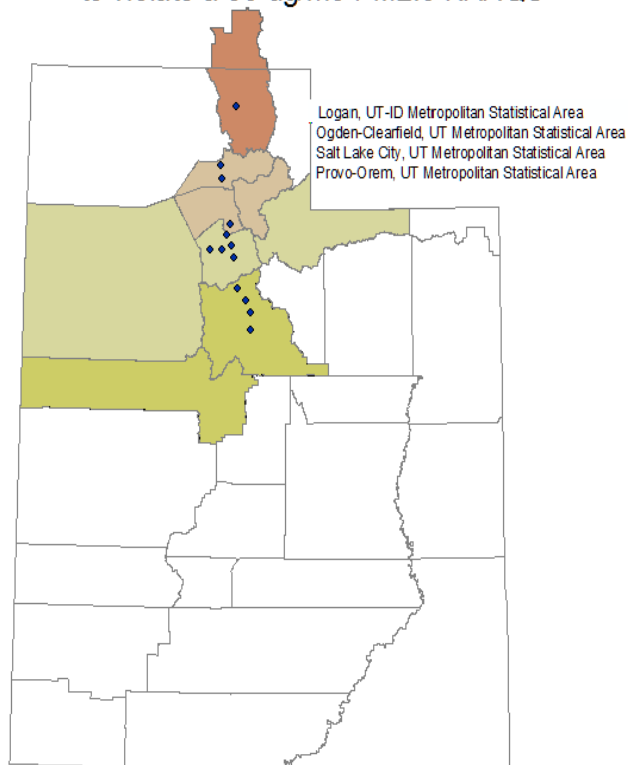 Logan, UT-ID Metropolitan Statistical Area
Ogden-Clearfield, UT Metropolitan Statistical Area
Salt Lake City, UT Metropolitan Statistical Area
Provo-Orem, UT Metropolitan Statistical Area